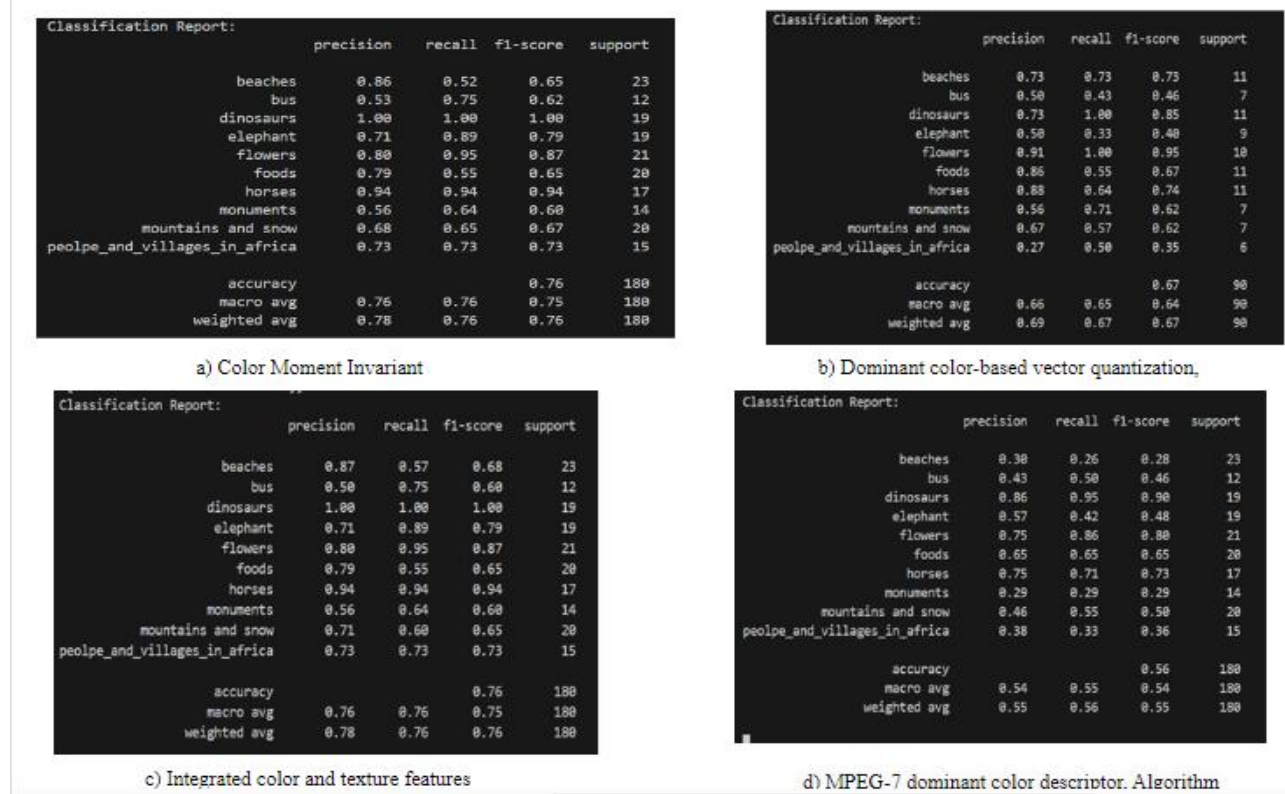 Classification Report:
precision recall f1-score support
beaches 0.86 0.52 0.65 23
bus 0.53 0.75 0.62 12
dinosaurs 1.00 1.00 1.00 19
elephant 0.71 0.89 0.79 19
flowers 0.80 0.95 0.87 21
foods 0.79 0.55 0.65 20
horses 0.94 0.94 0.94 17
monuments 0.56 0.64 0.60 14
mountains and snow 0.68 0.65 0.67 20
peolpe_and_villages_in_africa 0.73 0.73 0.73 15
accuracy 0.76 180
macro avg 0.76 0.76 0.75 180
weighted avg 0.78 0.76 0.76 180
a) Color Moment Invariant
Classification Report:
precision recall f1-score support
beaches 0.73 0.73 0.73 11
bus 0.50 0.43 0.46 7
dinosaurs 0.73 1.00 0.85 11
elephant 0.50 0.33 0.40 9
flowers 0.91 1.00 0.95 10
foods 0.86 0.55 0.67 11
horses 0.88 0.64 0.74 11
monuments 0.56 0.71 0.62 7
mountains and snow 0.67 0.57 0.62 7
peolpe_and_villages_in_africa 0.27 0.50 0.35 6
accuracy 0.67 90
macro avg 0.66 0.65 0.64 90
weighted avg 0.69 0.67 0.67 90
b) Dominant color-based vector quantization,
Classification Report:
precision recall f1-score support
beaches 0.87 0.57 0.68 23
bus 0.50 0.75 0.60 12
dinosaurs 1.00 1.00 1.00 19
elephant 0.71 0.89 0.79 19
flowers 0.80 0.95 0.87 21
foods 0.79 0.55 0.65 20
horses 0.94 0.94 0.94 17
monuments 0.56 0.64 0.60 14
mountains and snow 0.71 0.60 0.65 20
peolpe_and_villages_in_africa 0.73 0.73 0.73 15
accuracy 0.76 180
macro avg 0.76 0.76 0.75 180
weighted avg 0.78 0.76 0.76 180
c) Integrated color and texture features
Classification Report:
precision recall f1-score support
beaches 0.30 0.26 0.28 23
bus 0.43 0.50 0.46 12
dinosaurs 0.86 0.95 0.90 19
elephant 0.57 0.42 0.48 19
flowers 0.75 0.86 0.80 21
foods 0.65 0.65 0.65 20
horses 0.75 0.71 0.73 17
monuments 0.29 0.29 0.29 14
mountains and snow 0.46 0.55 0.50 20
peolpe_and_villages_in_africa 0.38 0.33 0.36 15
accuracy 0.56 180
macro avg 0.54 0.55 0.54 180
weighted avg 0.55 0.56 0.55 180
d) MPEG-7 dominant color descriptor. Algorithm